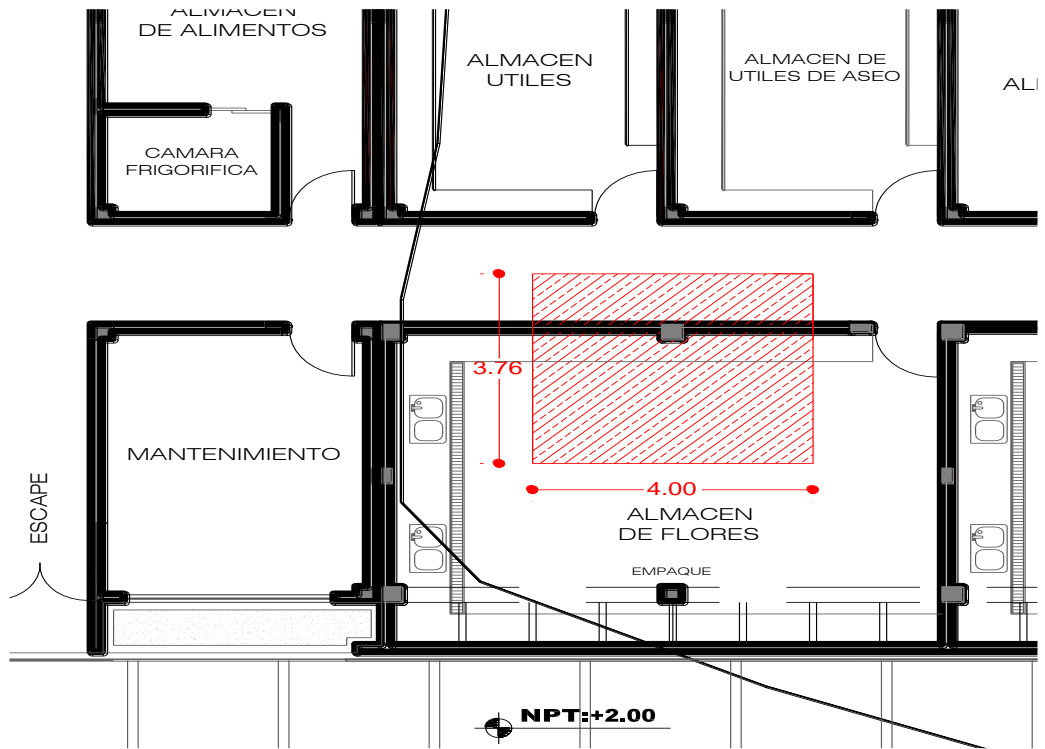 ALMACEN
DE ALIMENTOS
ALMACEN
UTILES
ALMACEN DE
UTILES DE ASEO
CAMARA
FRIGORIFICA
3.76
MANTENIMIENTO
4.00
ALMACEN
DE FLORES
ESCAPE
EMPAQUE
NPT:+2.00